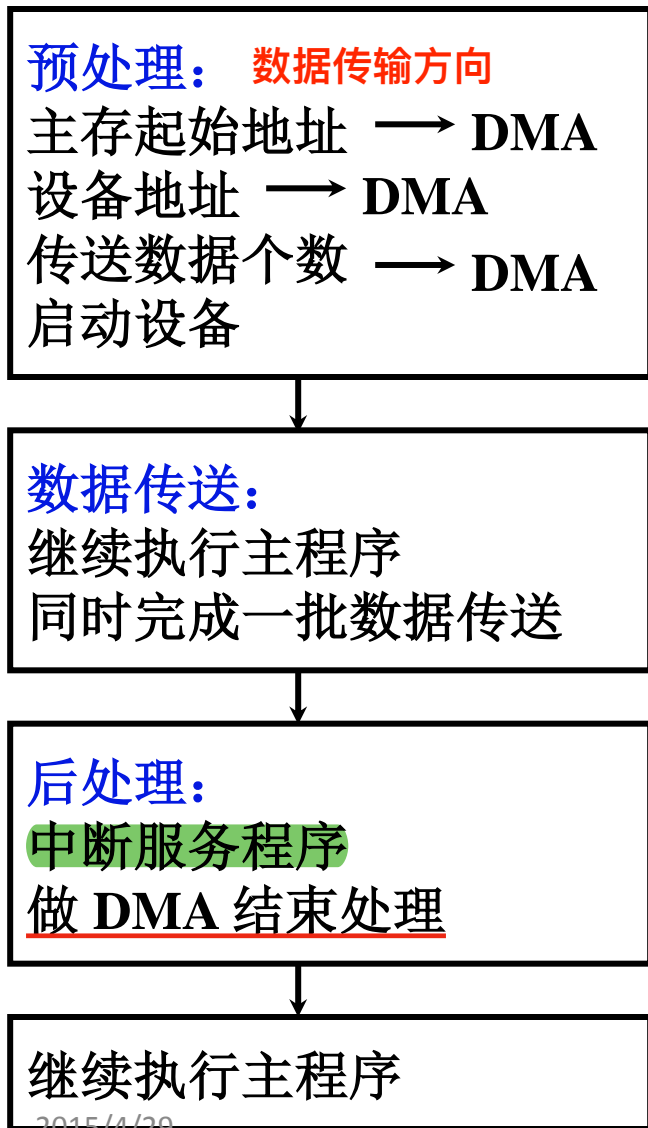 预处理： 数据传输方向
主存起始地址 → DMA
设备地址 → DMA
传送数据个数 → DMA
启动设备
数据传送：
继续执行主程序
同时完成一批数据传送
后处理：
中断服务程序
做 DMA 结束处理
继续执行主程序
2015/4/29